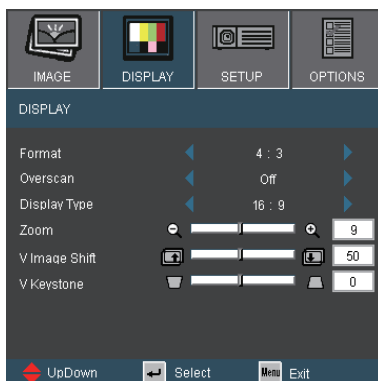 IMAGE DISPLAY SETUP OPTIONS
DISPLAY
Format 4 : 3
Overscan Off
Display Type 16 : 9
Zoom 9
V Image Shift 50
V Keystone 0
UpDown Select Menu Exit